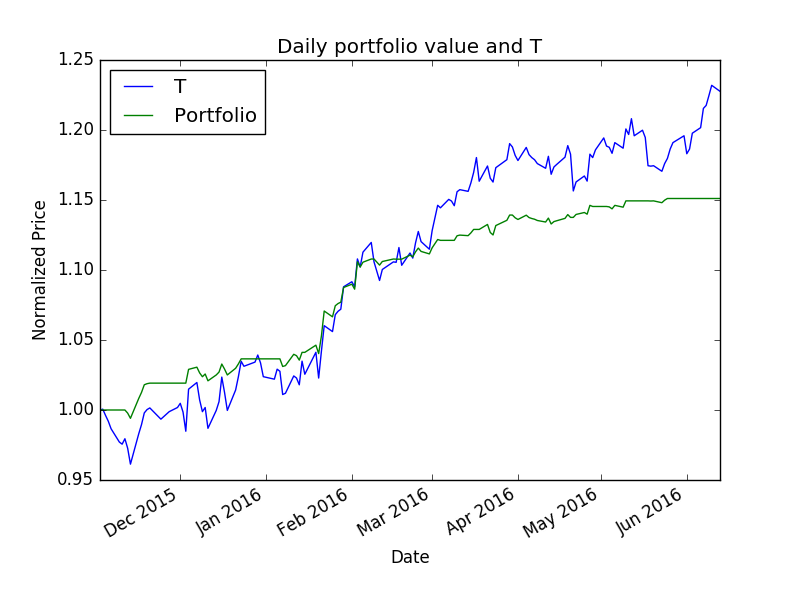 Daily portfolio value and T
1.25
1.20
1.15
1.10
1.05
1.00
0.95
T
Portfolio
Normalized Price
Dec 2015
Jan 2016
Feb 2016
Mar 2016
Apr 2016
May 2016
Jun 2016
Date